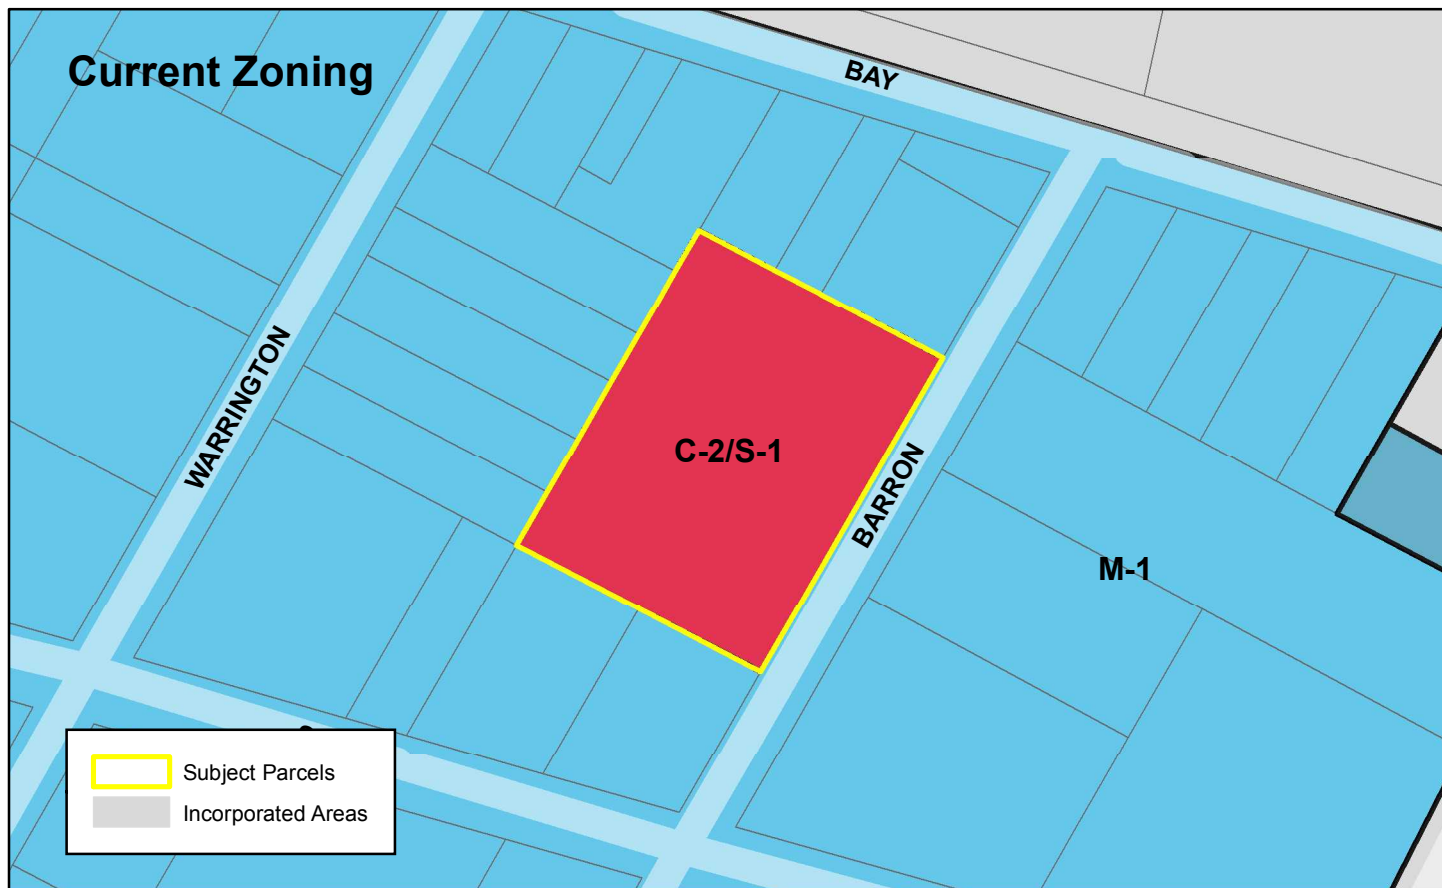 Current Zoning
BAY
WARRINGTON
C-2/S-1
BARRON
M-1
Subject Parcels
Incorporated Areas